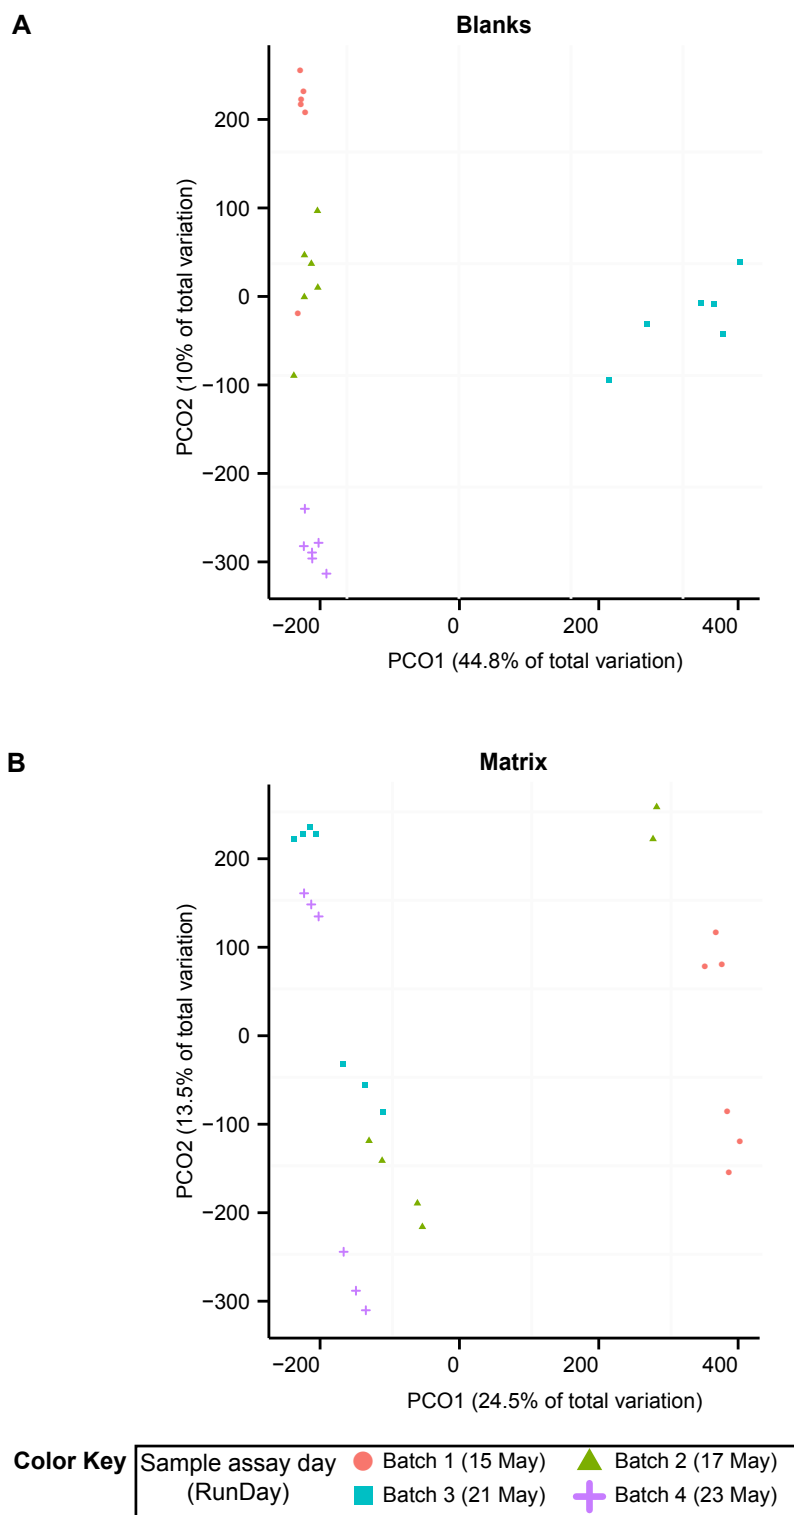 A
Blanks
200
100
0
−100
−200
−300
PCO2 (10% of total variation)
−200 0 200 400
PCO1 (44.8% of total variation)
B
Matrix
200
100
0
−100
−200
−300
PCO2 (13.5% of total variation)
−200 0 200 400
PCO1 (24.5% of total variation)
Color Key
Sample assay day
(RunDay)
Batch 1 (15 May) Batch 2 (17 May)
Batch 3 (21 May) Batch 4 (23 May)